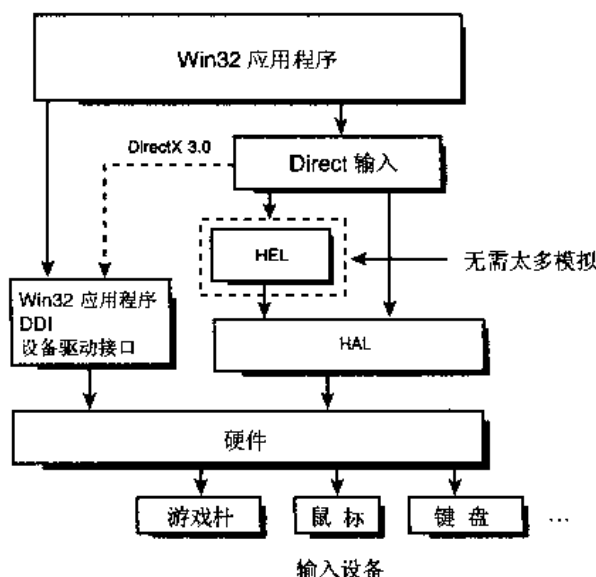 Win32 应用程序
DirectX 3.0
Direct 输入
HEL
无需太多模拟
Win32 应用程序
DDI
设备驱动接口
HAL
硬件
游戏杆
鼠 标
键 盘
…
输入设备